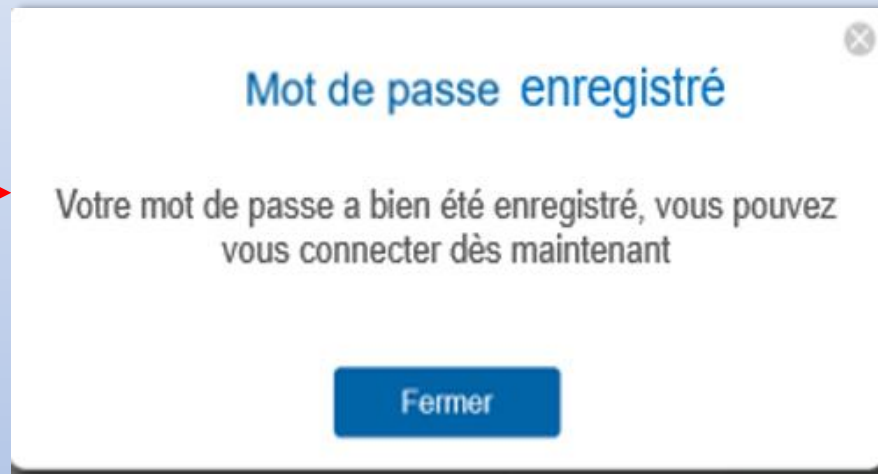 Mot de passe enregistré
Votre mot de passe a bien été enregistré, vous pouvez
vous connecter dès maintenant
Fermer